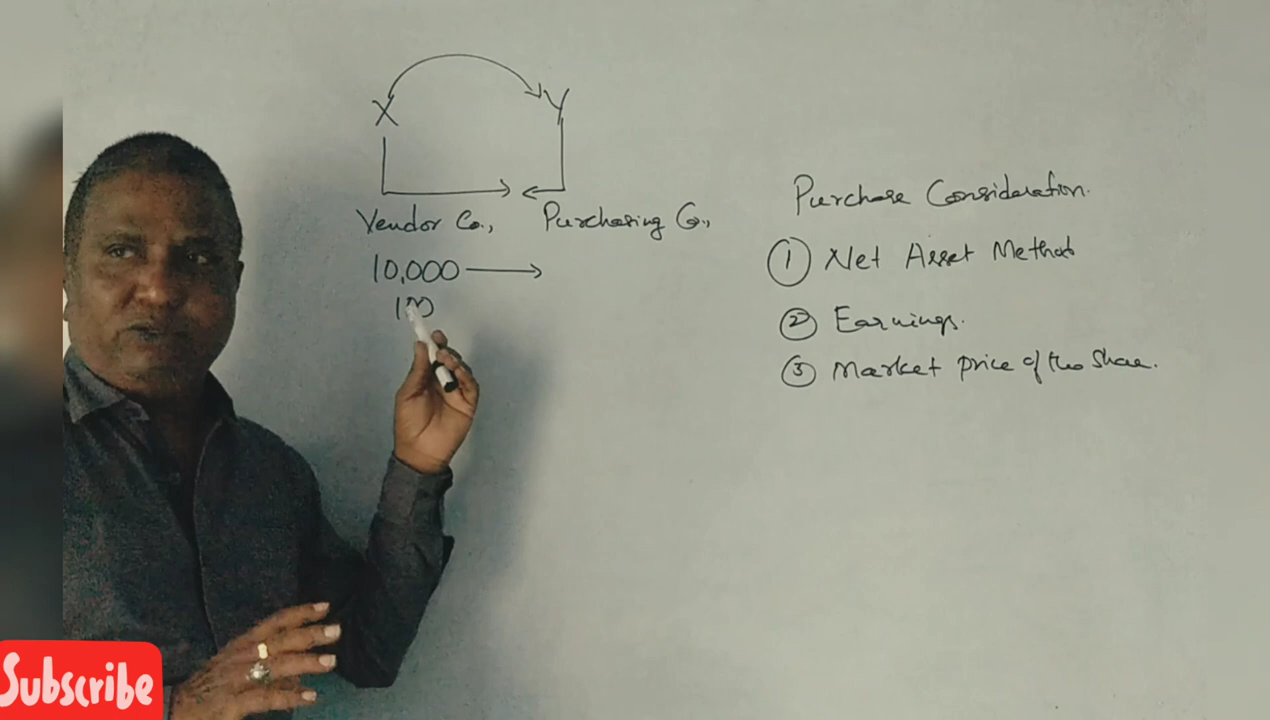 X Y
Vendor Co., Purchasing Co.,
10,000
100
Purchase Consideration.
① Net Asset Method
② Earnings.
③ Market price of the share.
Subscribe